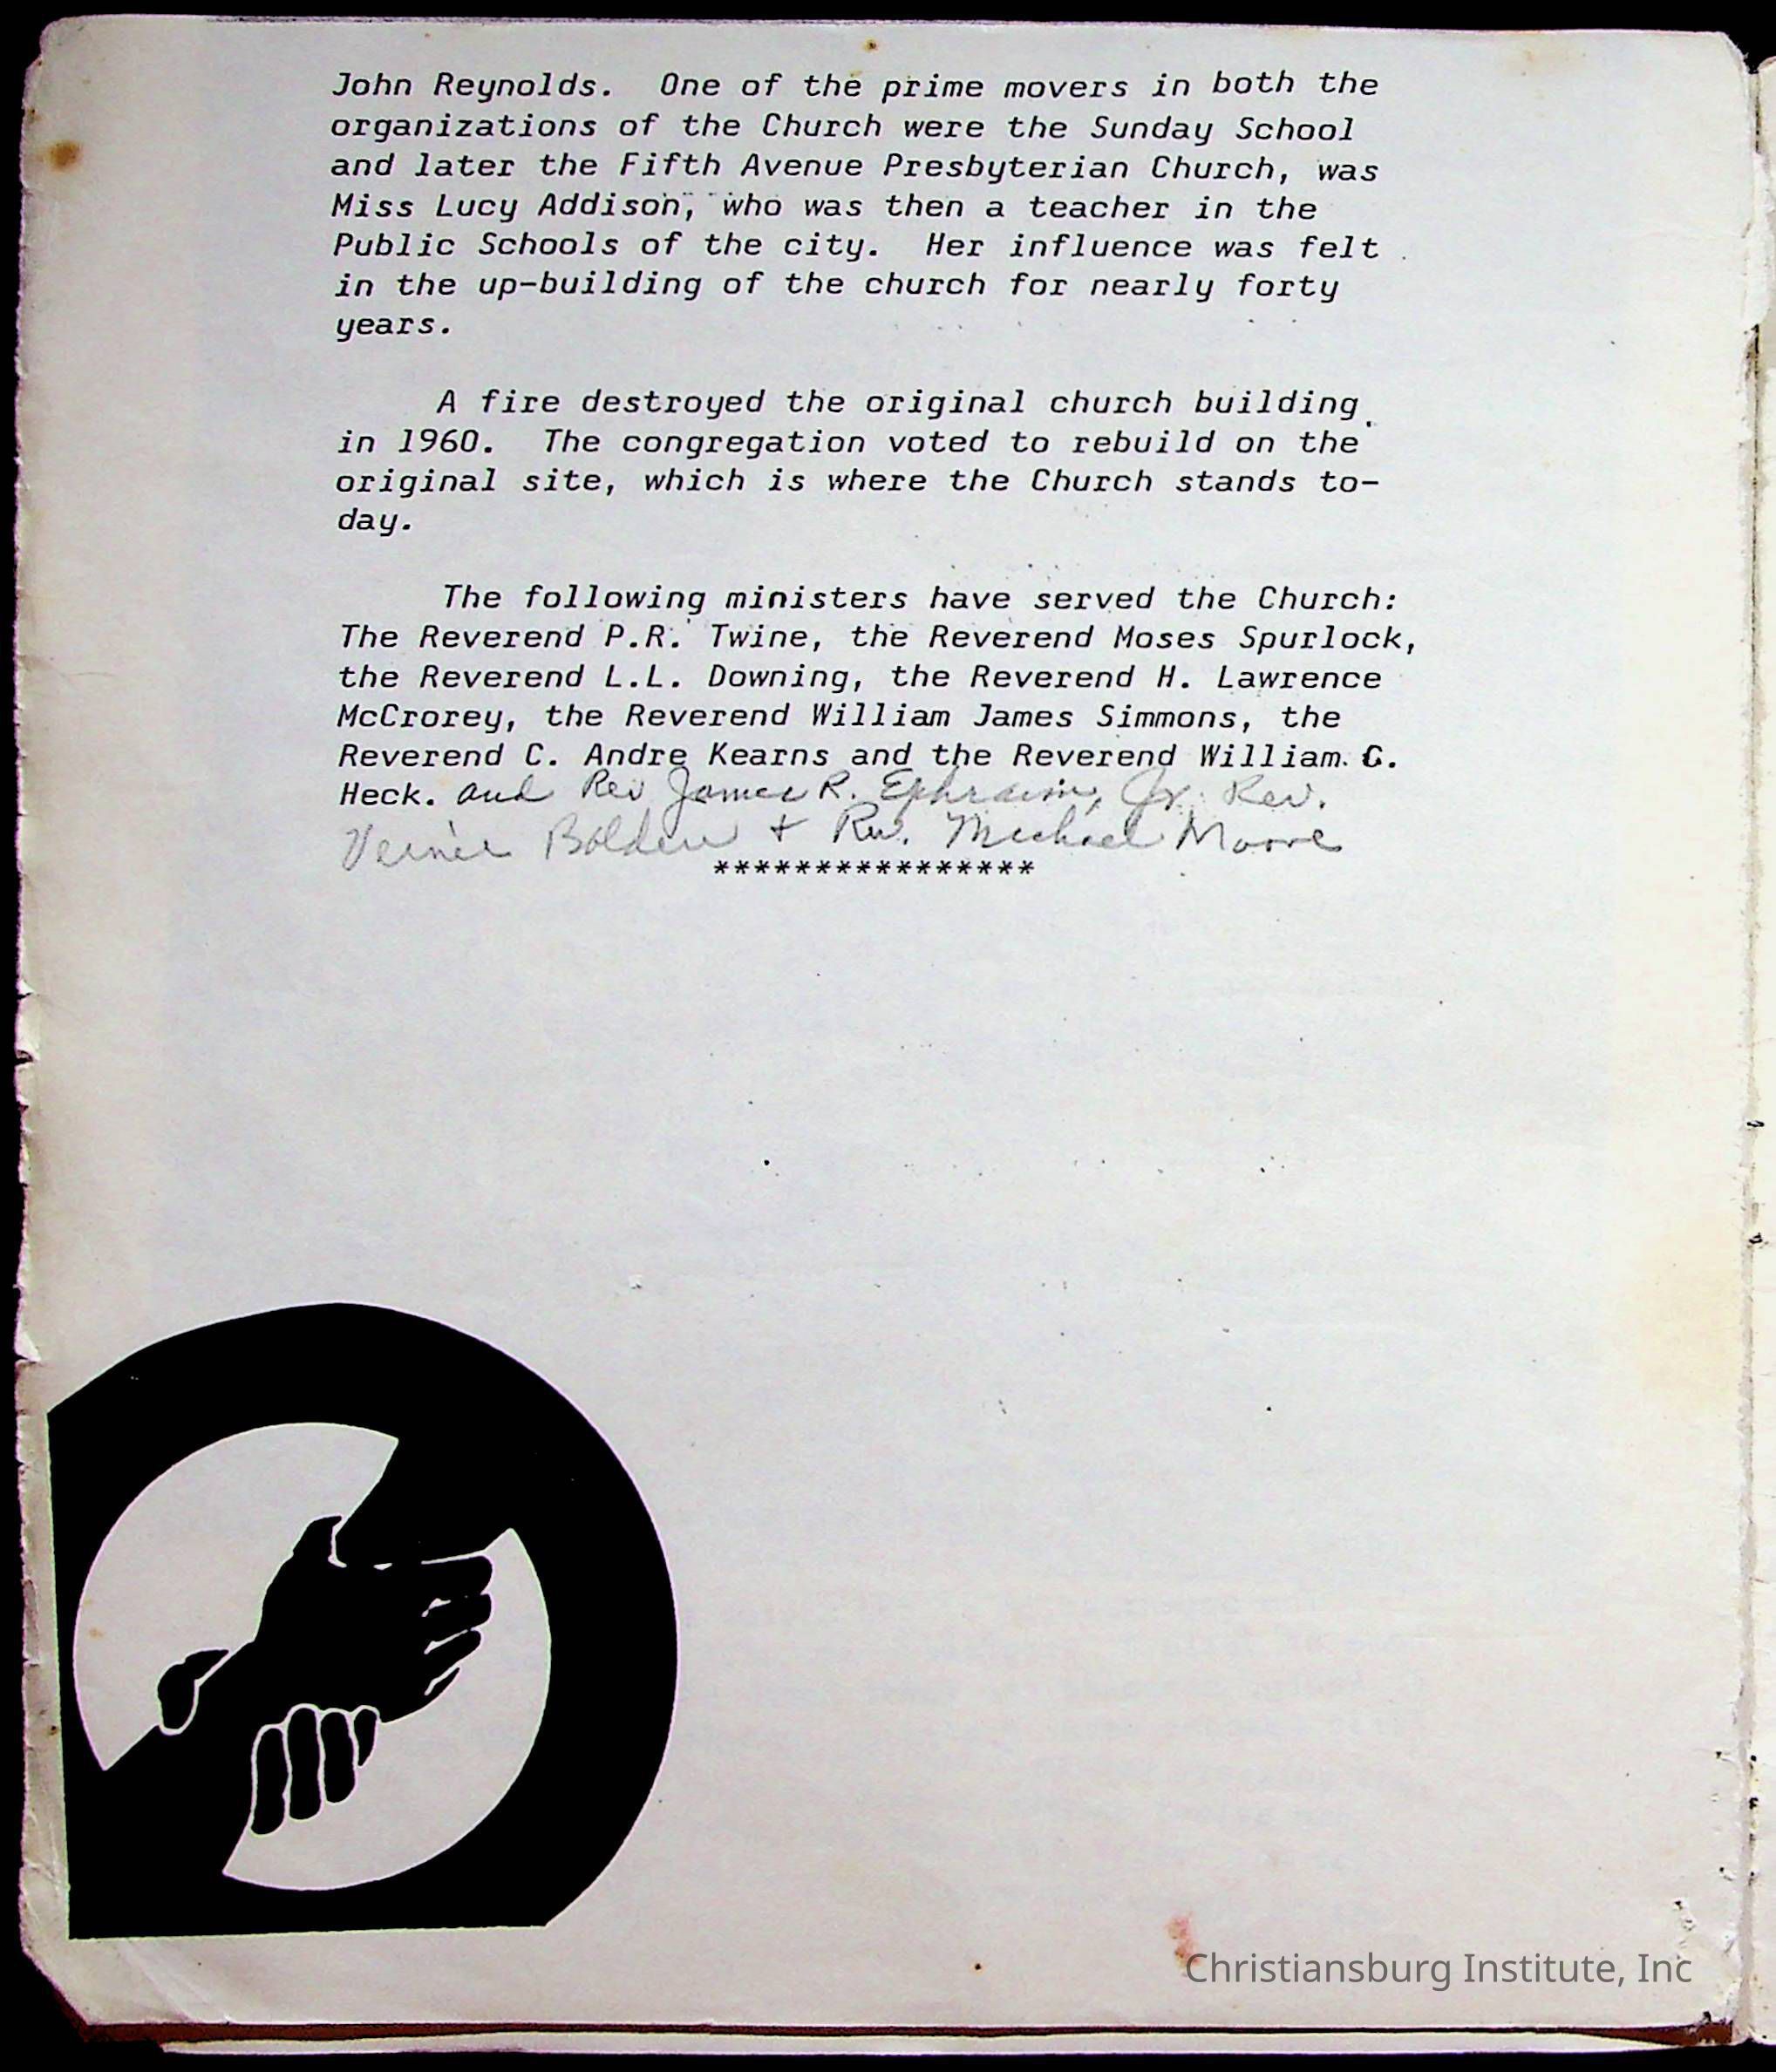 John Reynolds. One of the prime movers in both the
organizations of the Church were the Sunday School
and later the Fifth Avenue Presbyterian Church, was
Miss Lucy Addison, who was then a teacher in the
Public Schools of the city. Her influence was felt
in the up-building of the church for nearly forty
years.
A fire destroyed the original church building
in 1960. The congregation voted to rebuild on the
original site, which is where the Church stands to-
day.
The following ministers have served the Church:
The Reverend P.R. Twine, the Reverend Moses Spurlock,
the Reverend L.L. Downing, the Reverend H. Lawrence
McCrorey, the Reverend William James Simmons, the
Reverend C. Andre Kearns and the Reverend William G.
Heck. and Rev James R. Ephraim, Jr. Rev.
Bolden + Rev. Michael Moore
****************
Christiansburg Institute, Inc